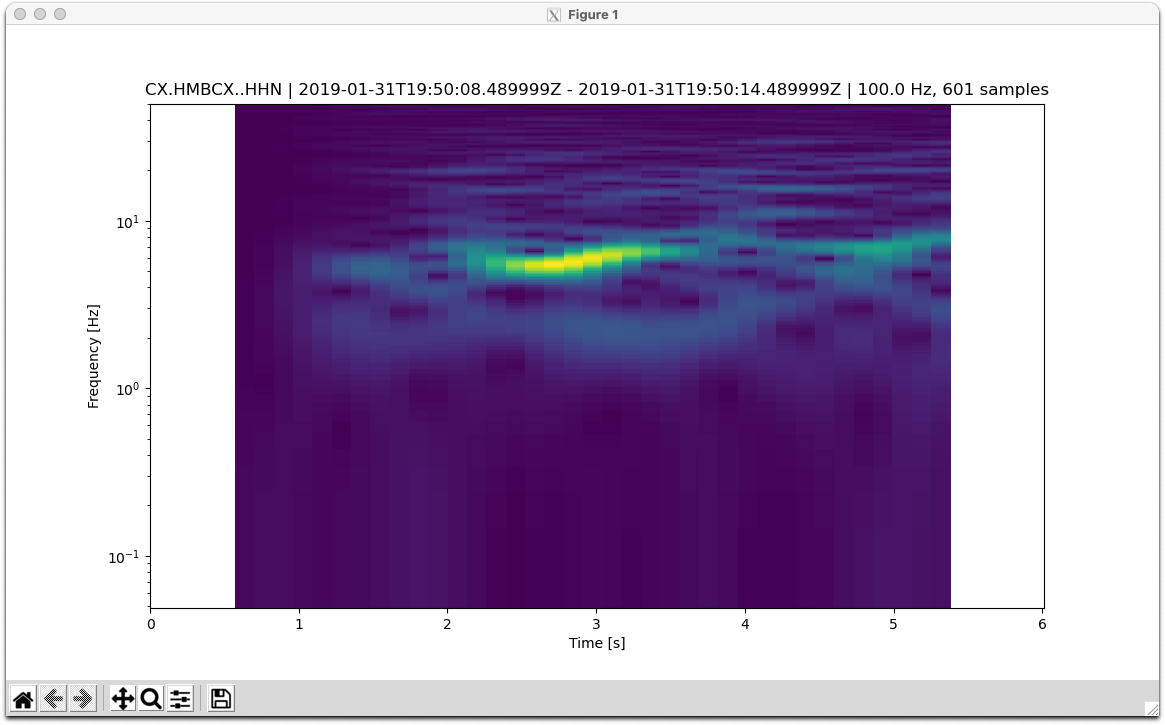 Figure 1
CX.HMBCX..HHN | 2019-01-31T19:50:08.489999Z - 2019-01-31T19:50:14.489999Z | 100.0 Hz, 601 samples
Frequency [Hz]
10¹
10⁰
10⁻¹
0 1 2 3 4 5 6
Time [s]